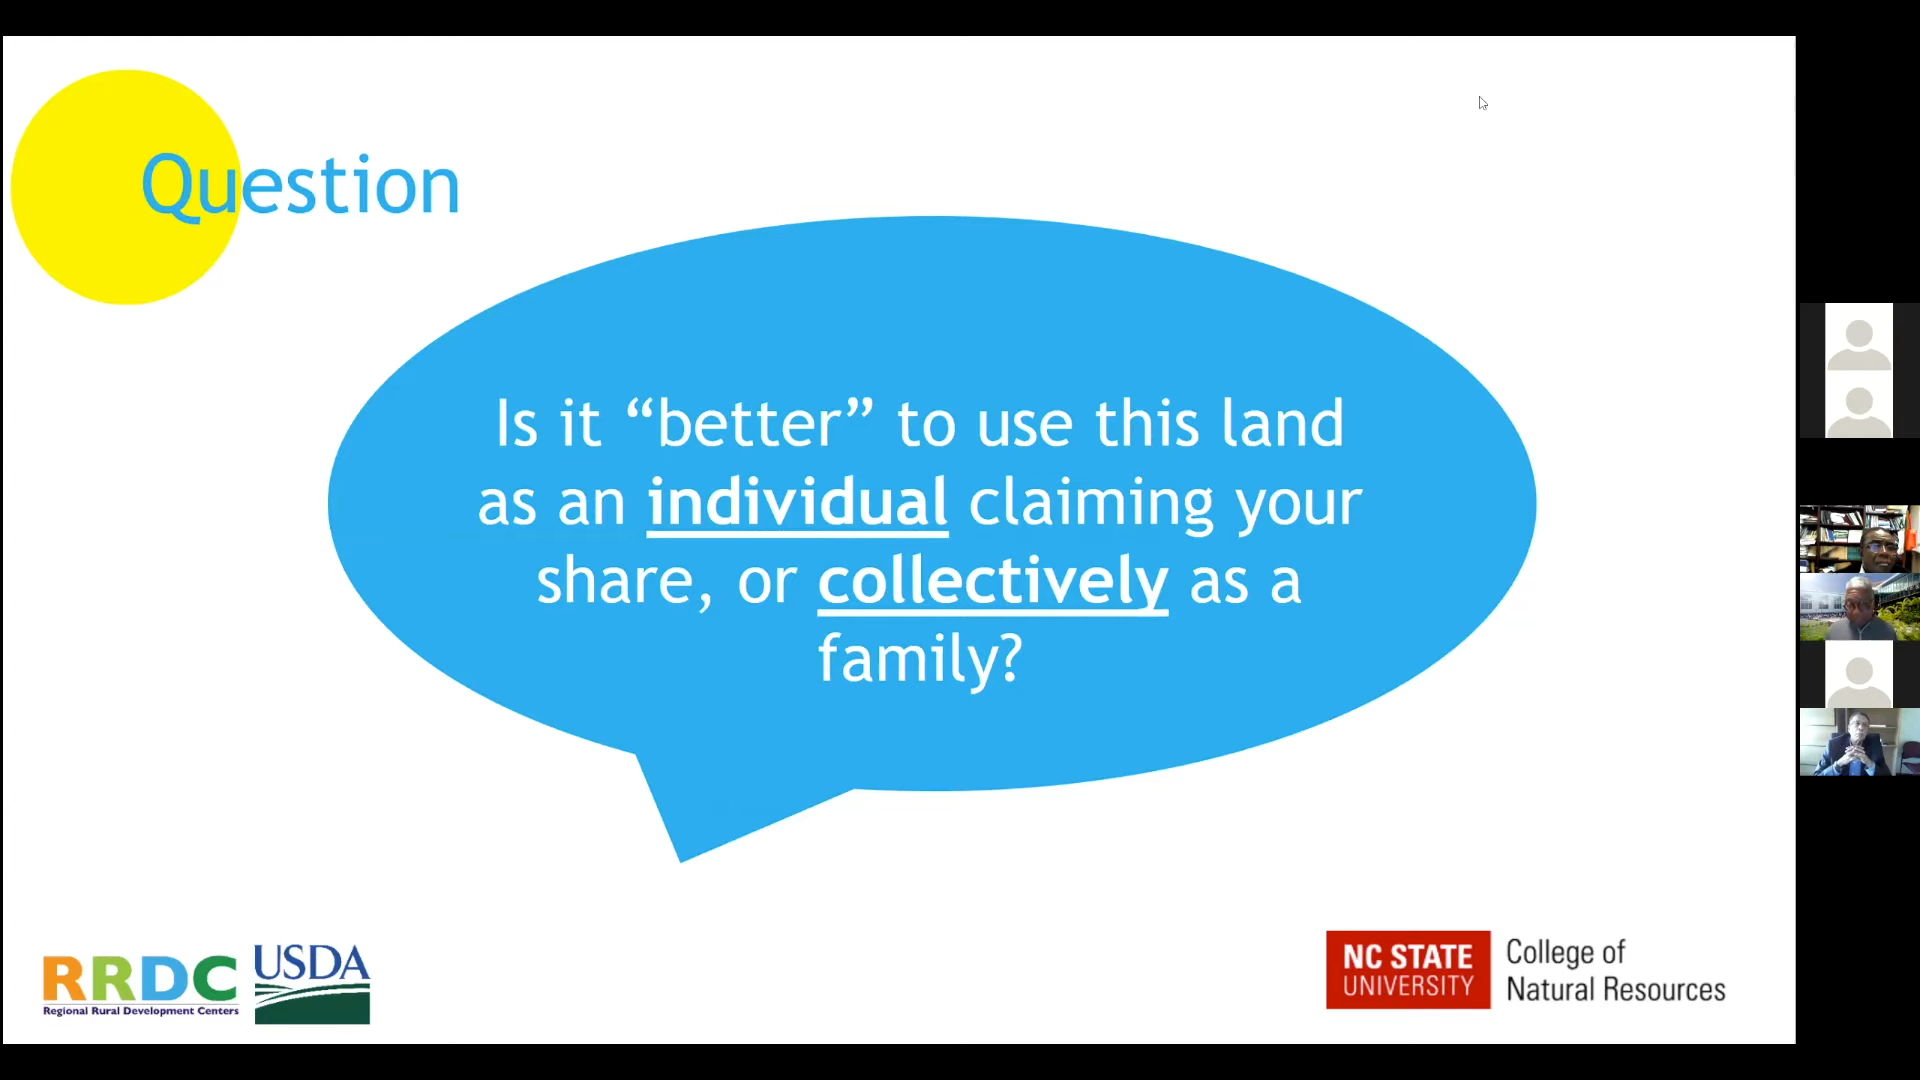 Question
Is it “better” to use this land
as an individual claiming your
share, or collectively as a
family?
RRDC
Regional Rural Development Centers
USDA
NC STATE
UNIVERSITY
College of
Natural Resources